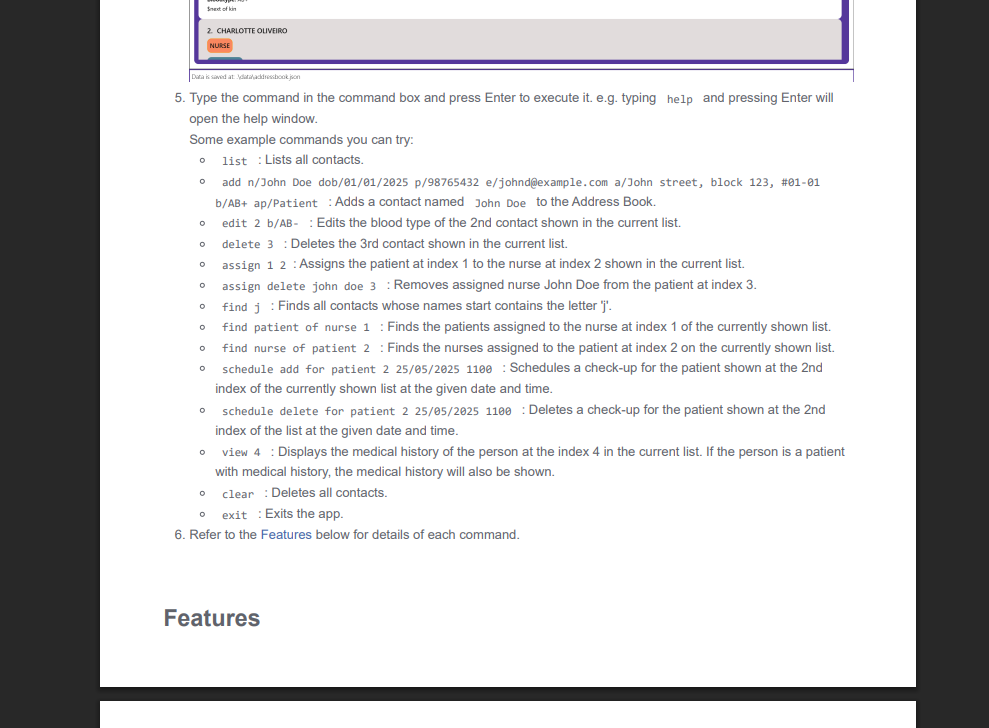 $next of kin
2. CHARLOTTE OLIVEIRO
NURSE
Data is saved at: .\data\addressbook.json
5. Type the command in the command box and press Enter to execute it. e.g. typing help and pressing Enter will
open the help window.
Some example commands you can try:
list : Lists all contacts.
add n/John Doe dob/01/01/2025 p/98765432 e/johnd@example.com a/John street, block 123, #01-01
b/AB+ ap/Patient : Adds a contact named John Doe to the Address Book.
edit 2 b/AB- : Edits the blood type of the 2nd contact shown in the current list.
delete 3 : Deletes the 3rd contact shown in the current list.
assign 1 2 : Assigns the patient at index 1 to the nurse at index 2 shown in the current list.
assign delete john doe 3 : Removes assigned nurse John Doe from the patient at index 3.
find j : Finds all contacts whose names start contains the letter 'j'.
find patient of nurse 1 : Finds the patients assigned to the nurse at index 1 of the currently shown list.
find nurse of patient 2 : Finds the nurses assigned to the patient at index 2 on the currently shown list.
schedule add for patient 2 25/05/2025 1100 : Schedules a check-up for the patient shown at the 2nd
index of the currently shown list at the given date and time.
schedule delete for patient 2 25/05/2025 1100 : Deletes a check-up for the patient shown at the 2nd
index of the list at the given date and time.
view 4 : Displays the medical history of the person at the index 4 in the current list. If the person is a patient
with medical history, the medical history will also be shown.
clear : Deletes all contacts.
exit : Exits the app.
6. Refer to the Features below for details of each command.
Features